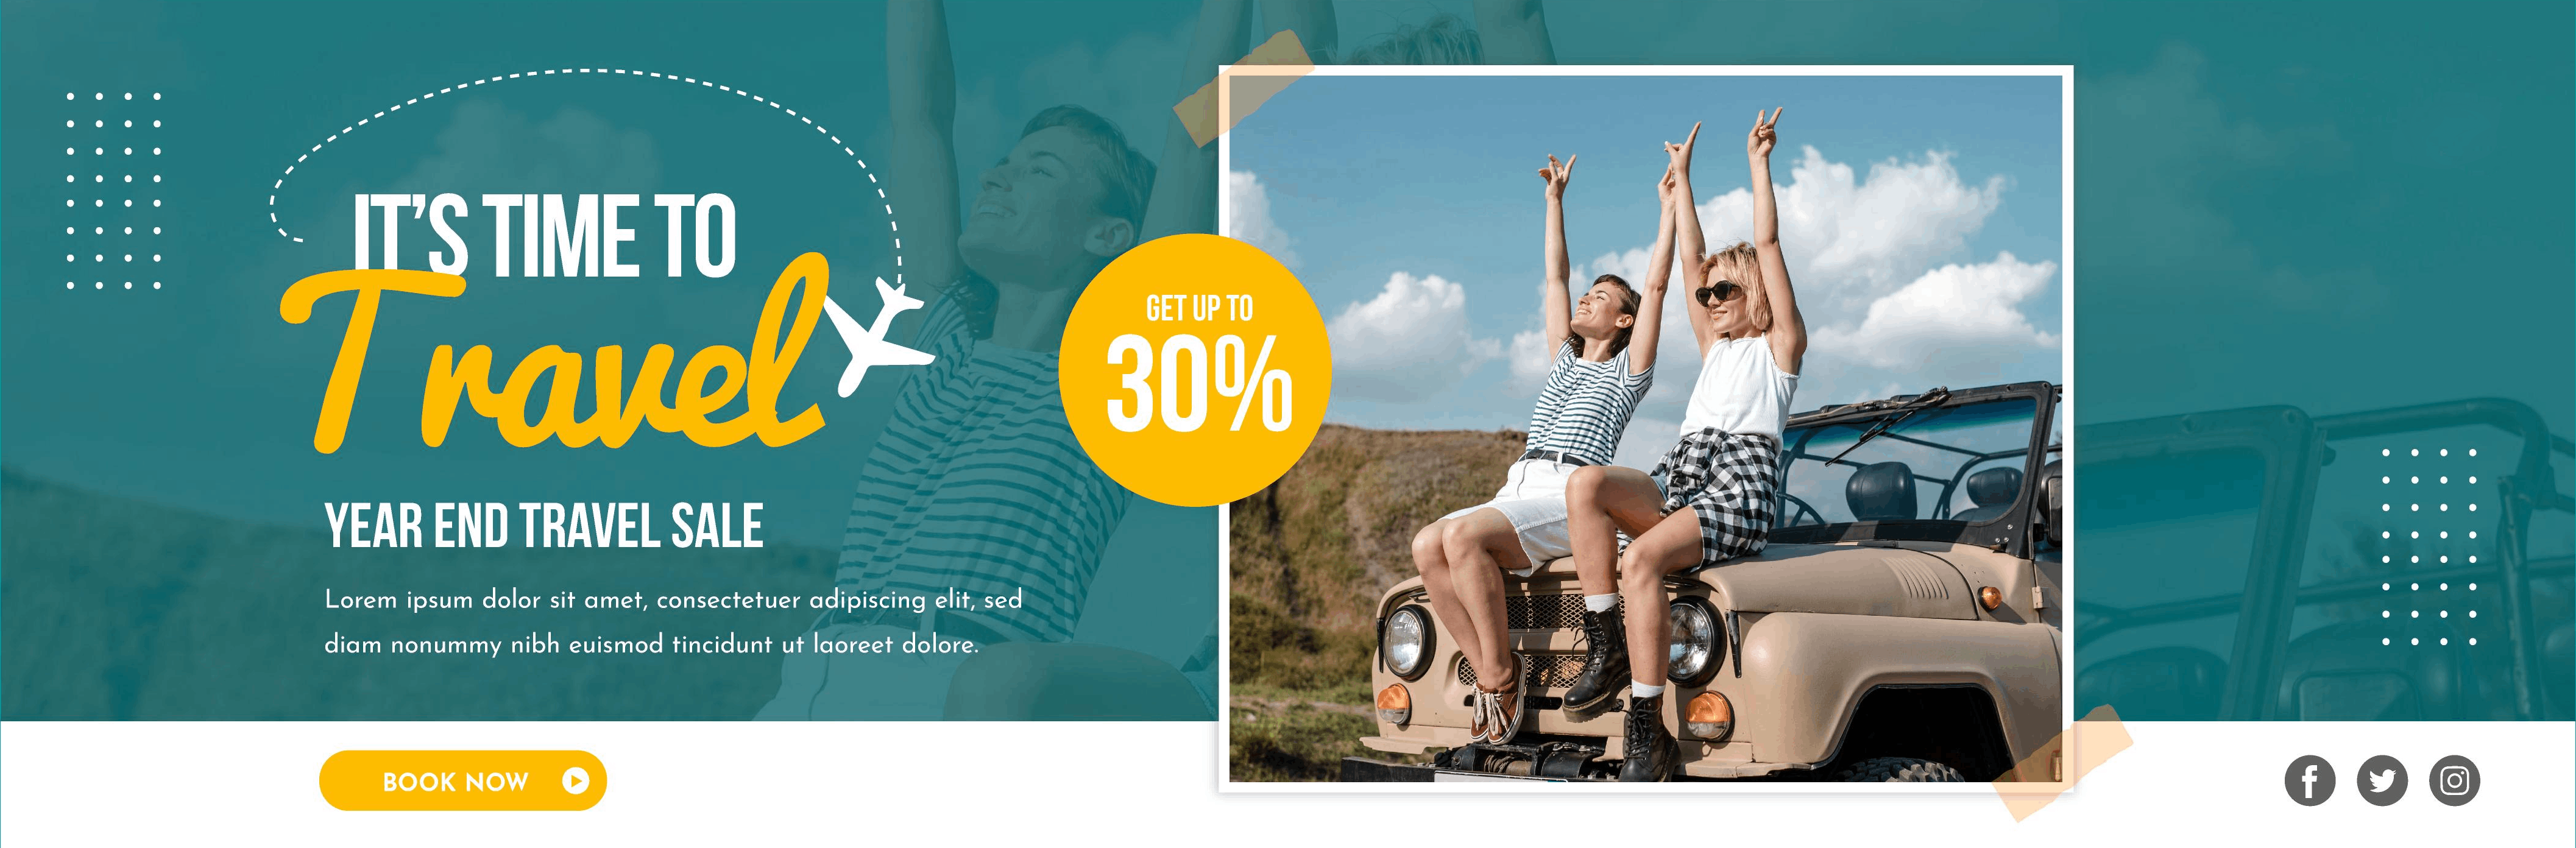 IT'S TIME TO
Travel
YEAR END TRAVEL SALE
Lorem ipsum dolor sit amet, consectetuer adipiscing elit, sed
diam nonummy nibh euismod tincidunt ut laoreet dolore.
BOOK NOW
GET UP TO
30%